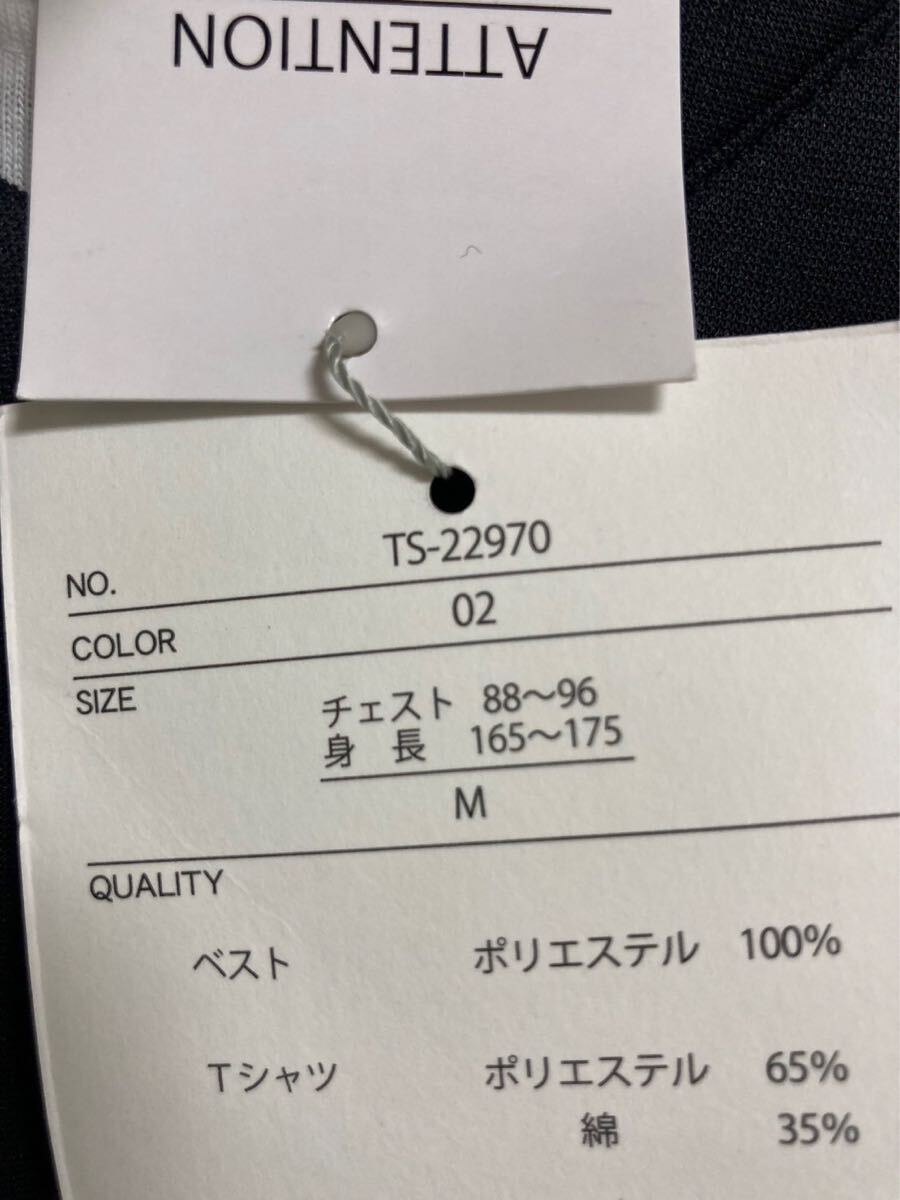 ATTENTION
NO. TS-22970
COLOR 02
SIZE チェスト 88〜96
身 長 165〜175
M
QUALITY
ベスト ポリエステル 100%
Tシャツ ポリエステル 65%
綿 35%